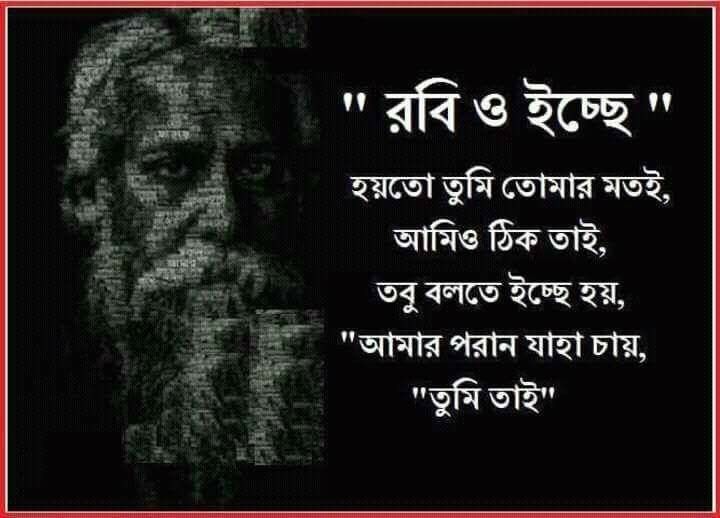 " রবি ও ইচ্ছে "
হয়তো তুমি তোমার মতই,
আমিও ঠিক তাই,
তবু বলতে ইচ্ছে হয়,
"আমার পরান যাহা চায়,
"তুমি তাই"